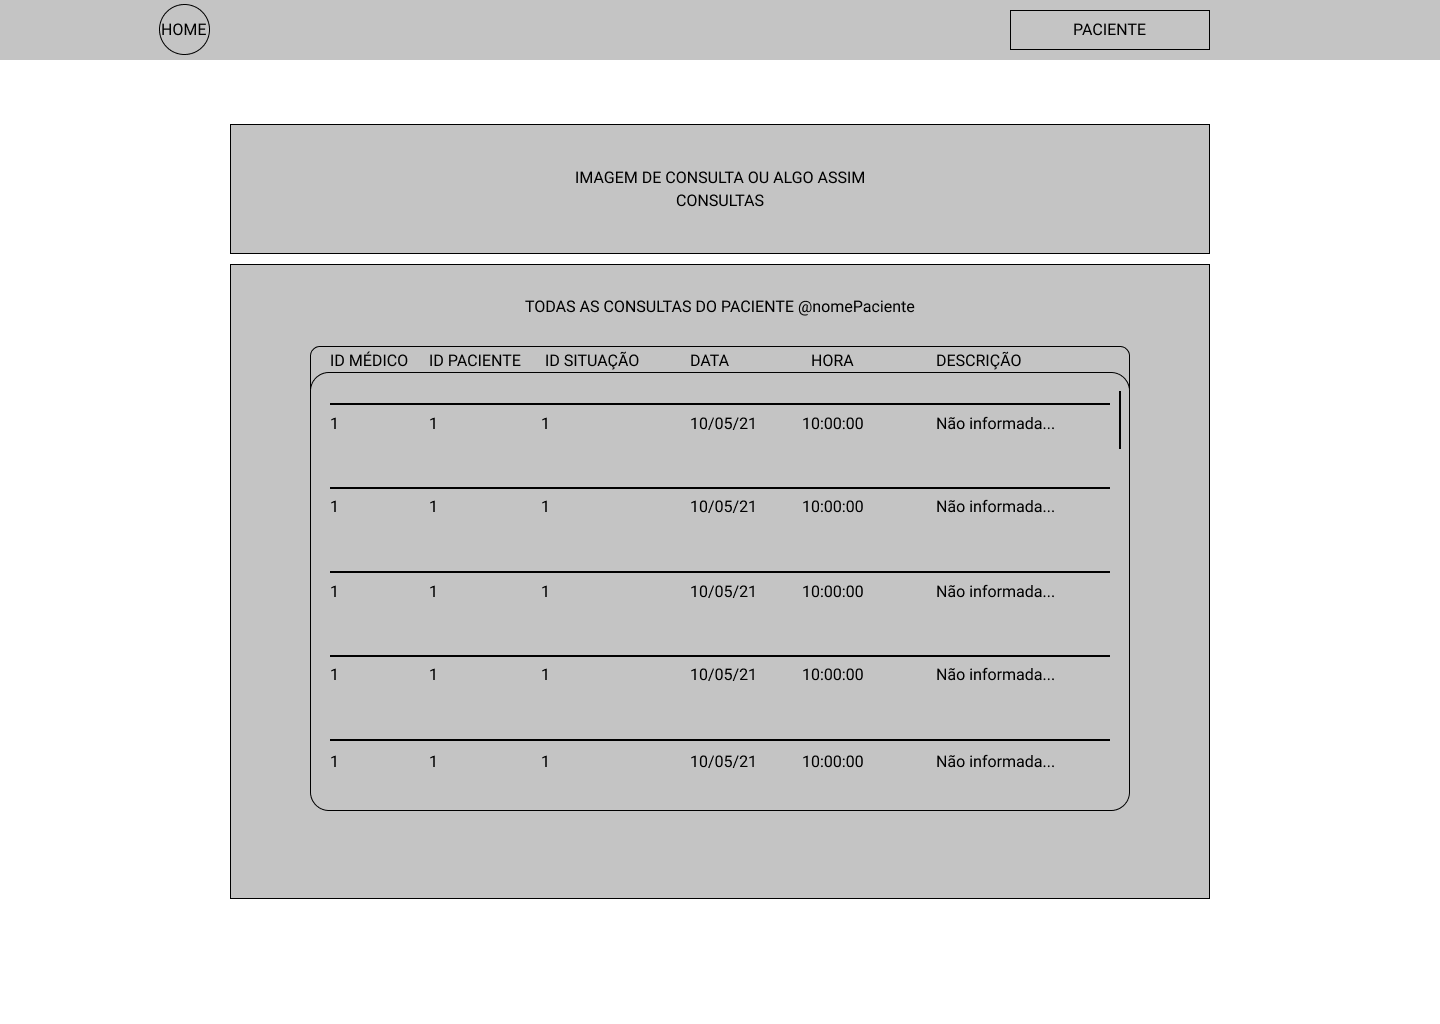 HOME
PACIENTE
IMAGEM DE CONSULTA OU ALGO ASSIM
CONSULTAS
TODAS AS CONSULTAS DO PACIENTE @nomePaciente
ID MÉDICO ID PACIENTE ID SITUAÇÃO DATA HORA DESCRIÇÃO
1 1 1 10/05/21 10:00:00 Não informada...
1 1 1 10/05/21 10:00:00 Não informada...
1 1 1 10/05/21 10:00:00 Não informada...
1 1 1 10/05/21 10:00:00 Não informada...
1 1 1 10/05/21 10:00:00 Não informada...